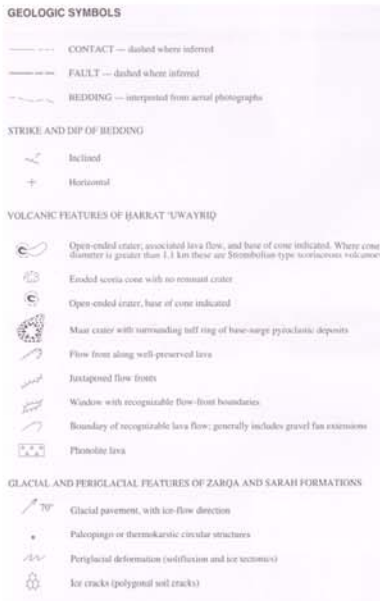 GEOLOGIC SYMBOLS
CONTACT — dashed where inferred
FAULT — dashed where inferred
BEDDING — interpreted from aerial photographs
STRIKE AND DIP OF BEDDING
Inclined
Horizontal
VOLCANIC FEATURES OF ḤARRAT ʻUWAYRIḌ
Open-ended crater; associated lava flow, and base of cone indicated. Where cone
diameter is greater than 1.1 km these are Strombolian-type scoriaceous volcanoes
Eroded scoria cone with no remnant crater
Open-ended crater, base of cone indicated
Maar crater with surrounding tuff ring of base-surge pyroclastic deposits
Flow front along well-preserved lava
Juxtaposed flow fronts
Window with recognizable flow-front boundaries
Boundary of recognizable lava flow; generally includes gravel fan extensions
Phonolite lava
GLACIAL AND PERIGLACIAL FEATURES OF ZARQA AND SARAH FORMATIONS
70° Glacial pavement, with ice-flow direction
Paleopingo or thermokarstic circular structures
Periglacial deformation (solifluxion and ice tectonics)
Ice cracks (polygonal soil cracks)